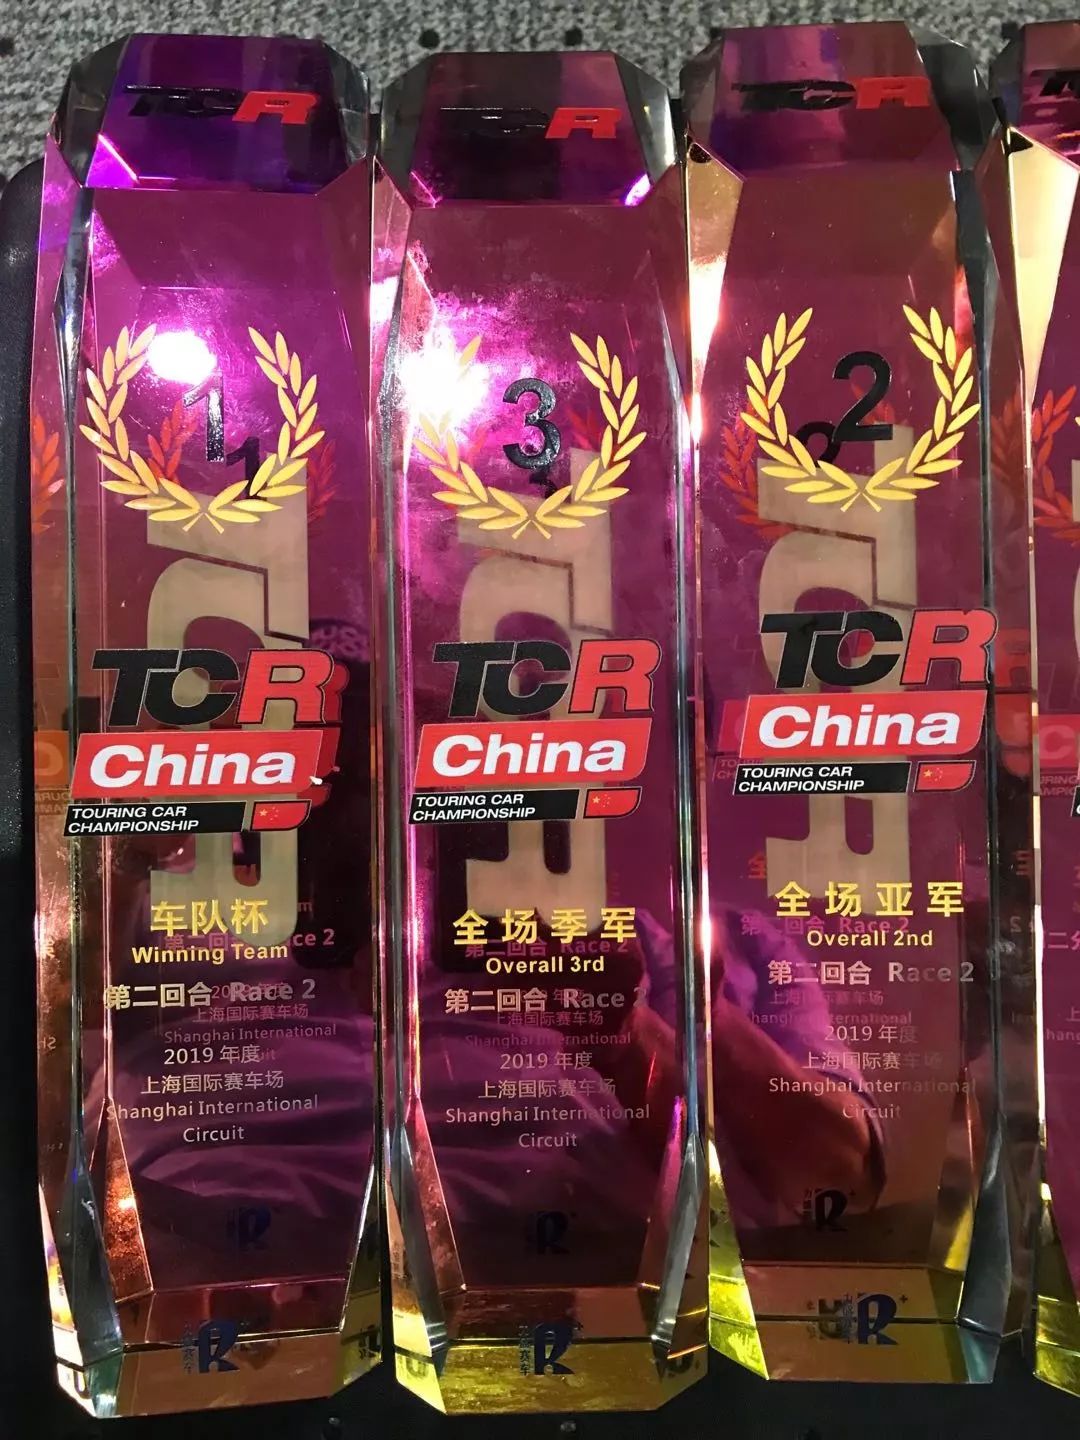 TCR
1
TCR
China
TOURING CAR
CHAMPIONSHIP
车队杯
Winning Team
第二回合 Race 2
2019 年度
上海国际赛车场
Shanghai International
Circuit
R
TCR
3
TCR
China
TOURING CAR
CHAMPIONSHIP
全场季军
Overall 3rd
第二回合 Race 2
2019 年度
上海国际赛车场
Shanghai International
Circuit
R
TCR
2
TCR
China
TOURING CAR
CHAMPIONSHIP
全场亚军
Overall 2nd
第二回合 Race 2
2019 年度
上海国际赛车场
Shanghai International
Circuit
R